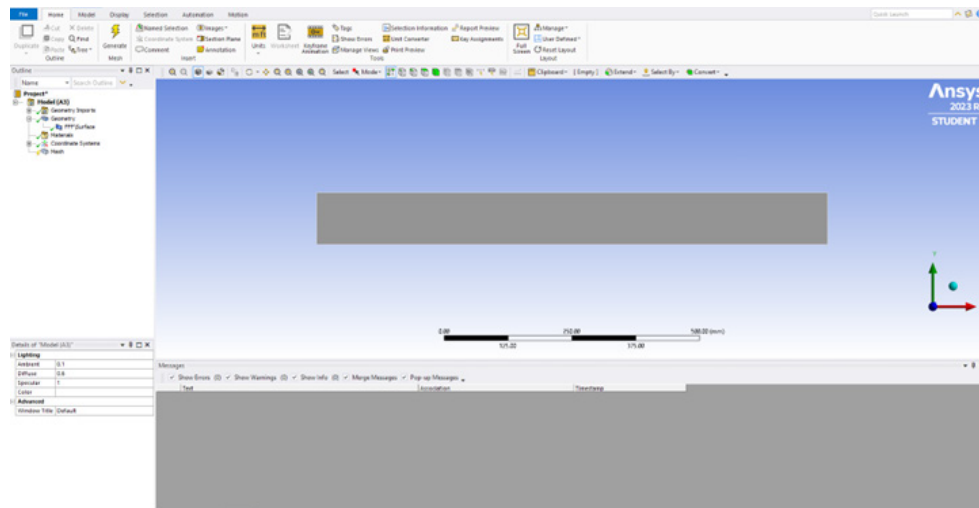 File Home Model Display Selection Automation Motion Quick Launch
Duplicate Cut Delete Copy Find Paste Tree Outline
Generate Mesh
Named Selection Coordinate System Comment Images Section Plane Annotation Insert
Units Worksheet Keyframe Animation Tags Show Errors Manage Views Selection Information Unit Converter Print Preview Report Preview Key Assignments Tools
Full Screen Manage User Defined Reset Layout Layout
Outline
Name Search Outline
Select Mode Clipboard [Empty] Extend Select By Convert
Project*
Model (A3)
Geometry Imports
Geometry
Materials
Coordinate Systems
Mesh
Ansys
2023 R
STUDENT
Y
0.00 250.00 500.00 (mm)
125.00 375.00
Details of "Model (A3)"
Lighting
Ambient 0.1
Diffuse 0.6
Specular 1
Color
Advanced
Window Title Default
Messages
Show Errors (0) Show Warnings (0) Show Info (0) Merge Messages Pop-up Messages
Text Association Timestamp